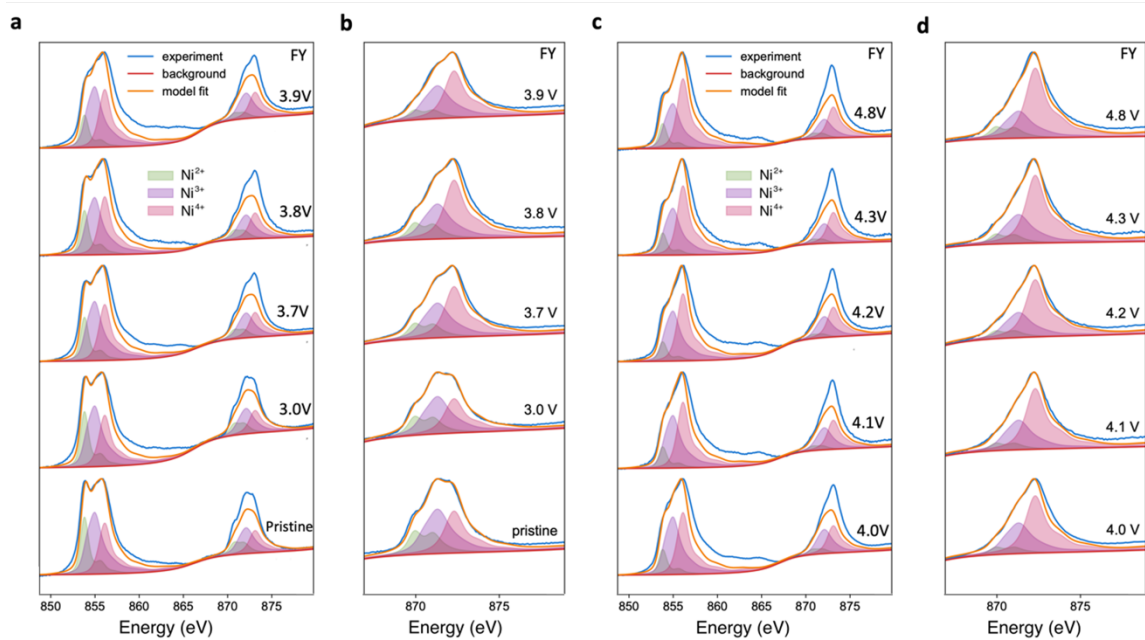 a
experiment
background
model fit
FY
3.9V
Ni²⁺
Ni³⁺
Ni⁴⁺
3.8V
3.7V
3.0V
Pristine
850 855 860 865 870 875
Energy (eV)
b
FY
3.9 V
3.8 V
3.7 V
3.0 V
pristine
870 875
Energy (eV)
c
experiment
background
model fit
FY
4.8V
Ni²⁺
Ni³⁺
Ni⁴⁺
4.3V
4.2V
4.1V
4.0V
850 855 860 865 870 875
Energy (eV)
d
FY
4.8 V
4.3 V
4.2 V
4.1 V
4.0 V
870 875
Energy (eV)